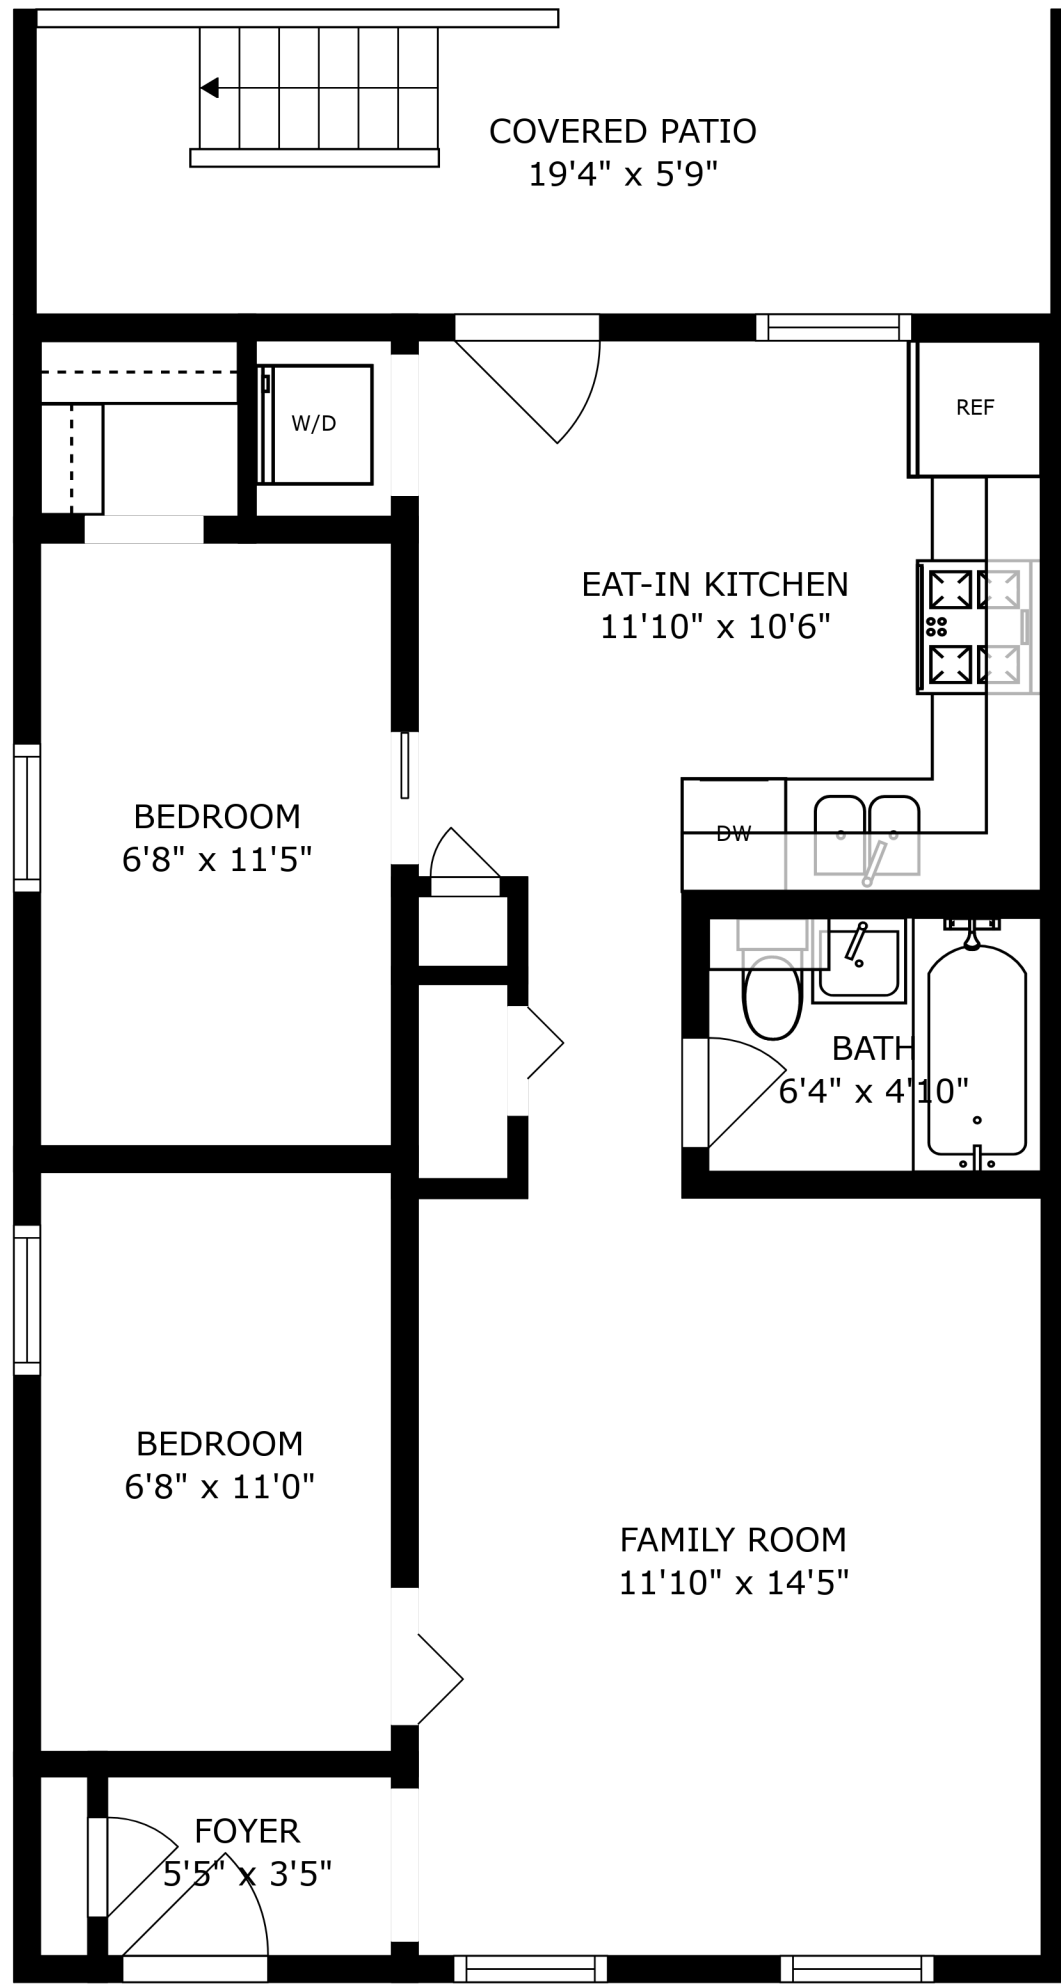 COVERED PATIO
19'4" x 5'9"
W/D
REF
EAT-IN KITCHEN
11'10" x 10'6"
BEDROOM
6'8" x 11'5"
DW
BATH
6'4" x 4'10"
BEDROOM
6'8" x 11'0"
FAMILY ROOM
11'10" x 14'5"
FOYER
5'5" x 3'5"